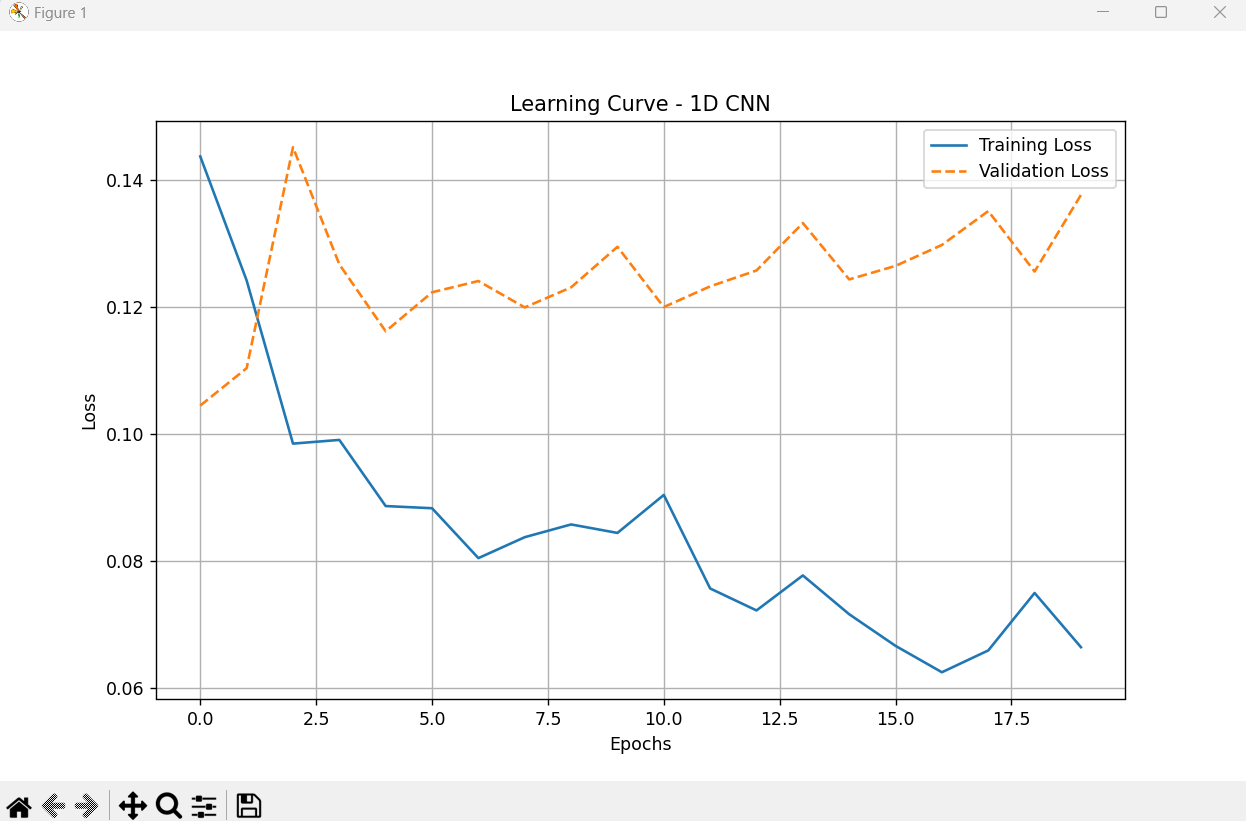 Figure 1
Learning Curve - 1D CNN
Training Loss
Validation Loss
0.14
0.12
0.10
0.08
0.06
Loss
0.0 2.5 5.0 7.5 10.0 12.5 15.0 17.5
Epochs